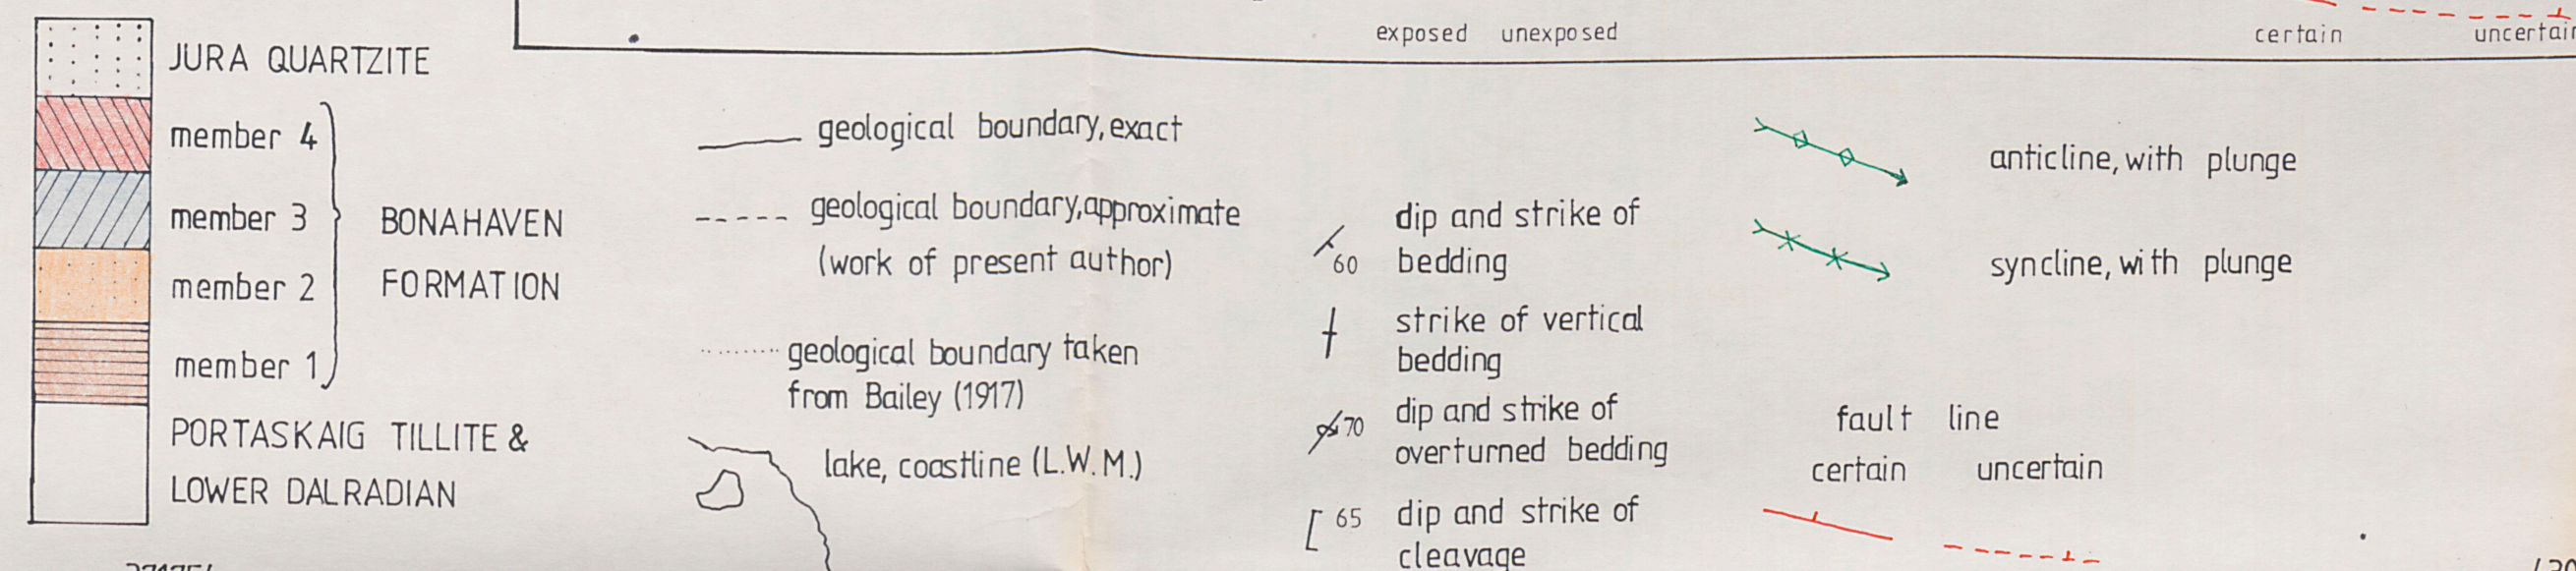 exposed unexposed
certain uncertain
JURA QUARTZITE
member 4
member 3
member 2
member 1
BONAHAVEN
FORMATION
PORTASKAIG TILLITE &
LOWER DALRADIAN
geological boundary, exact
geological boundary, approximate
(work of present author)
geological boundary taken
from Bailey (1917)
lake, coastline (L.W.M.)
60
dip and strike of
bedding
strike of vertical
bedding
70
dip and strike of
overturned bedding
65
dip and strike of
cleavage
anticline, with plunge
syncline, with plunge
fault line
certain uncertain